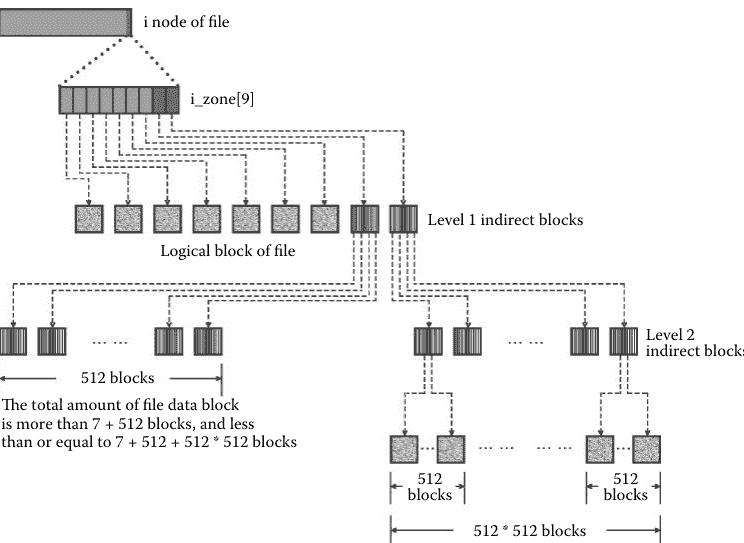 i node of file
i_zone[9]
Level 1 indirect blocks
Logical block of file
Level 2
indirect blocks
512 blocks
The total amount of file data block
is more than 7 + 512 blocks, and less
than or equal to 7 + 512 + 512 * 512 blocks
... ...
... ...
... ... ... ... ...
512
blocks
512
blocks
512 * 512 blocks